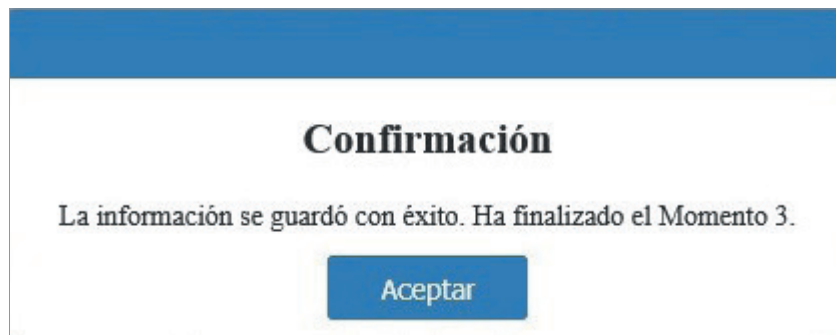 Confirmación
La información se guardó con éxito. Ha finalizado el Momento 3.
Aceptar